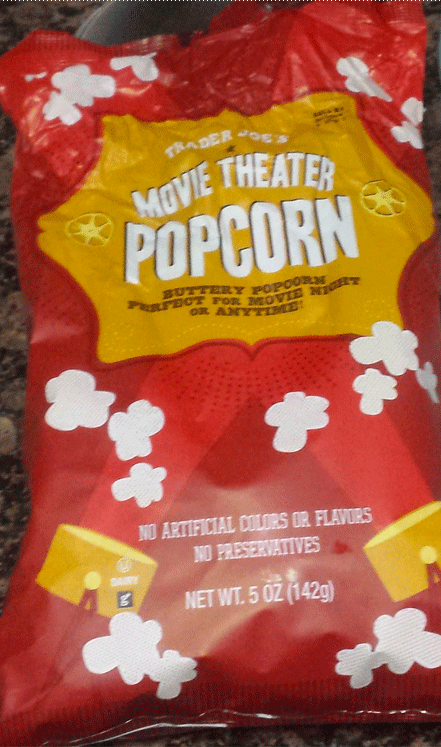 TRADER JOE'S
MOVIE THEATER
POPCORN
BUTTERY POPCORN
PERFECT FOR MOVIE NIGHT
OR ANYTIME!
NO ARTIFICIAL COLORS OR FLAVORS
NO PRESERVATIVES
U
DAIRY
g
NET WT. 5 OZ (142g)